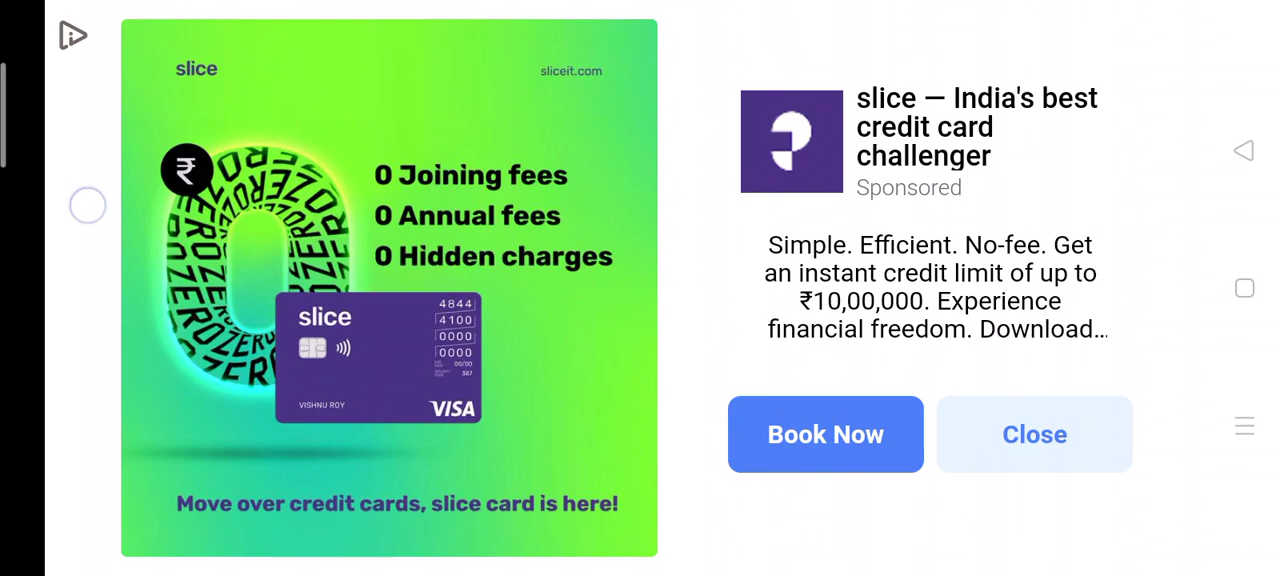 slice
sliceit.com
₹
0 Joining fees
0 Annual fees
0 Hidden charges
slice
4844
4100
0000
0000
00/00
587
VISHNU ROY
VISA
Move over credit cards, slice card is here!
slice — India's best
credit card
challenger
Sponsored
Simple. Efficient. No-fee. Get
an instant credit limit of up to
₹10,00,000. Experience
financial freedom. Download...
Book Now
Close